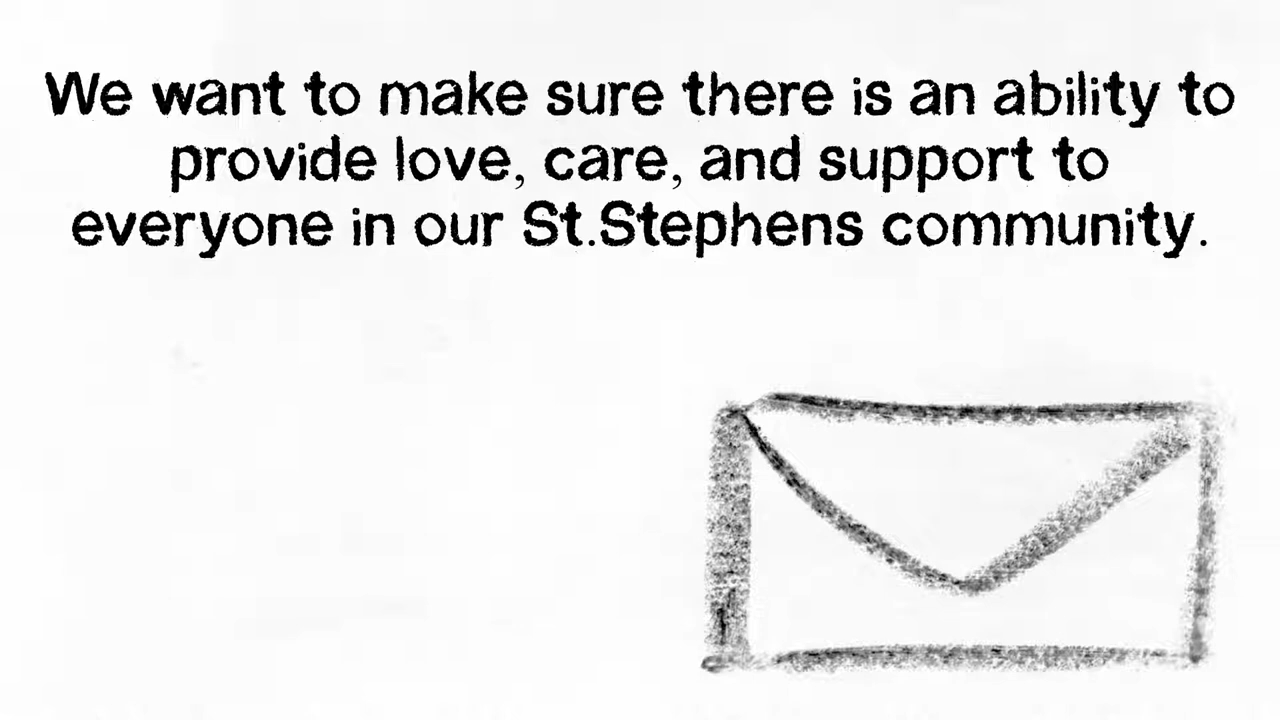 We want to make sure there is an ability to
provide love, care, and support to
everyone in our St.Stephens community.